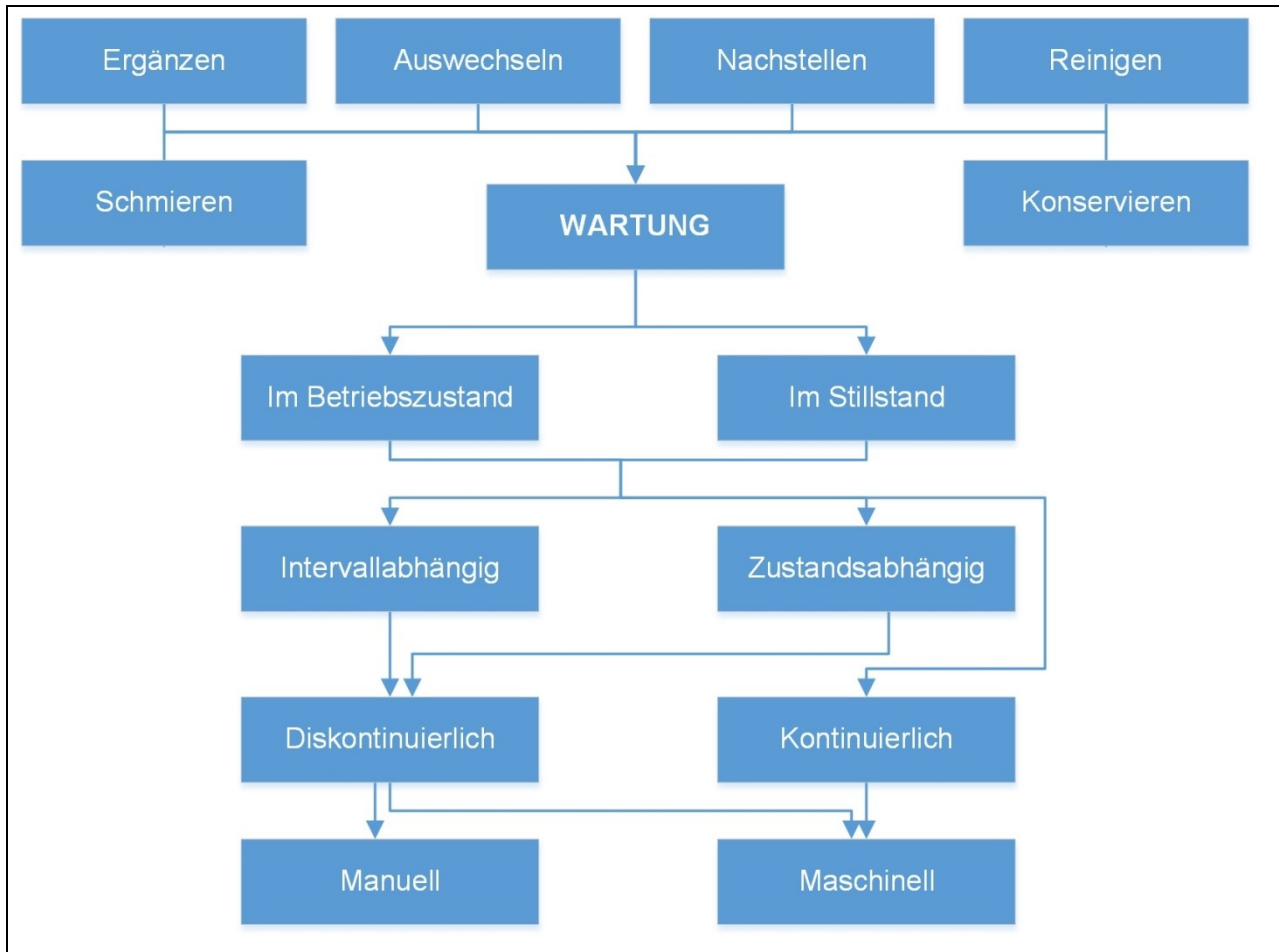 Ergänzen
Auswechseln
Nachstellen
Reinigen
Schmieren
Konservieren
WARTUNG
Im Betriebszustand
Im Stillstand
Intervallabhängig
Zustandsabhängig
Diskontinuierlich
Kontinuierlich
Manuell
Maschinell